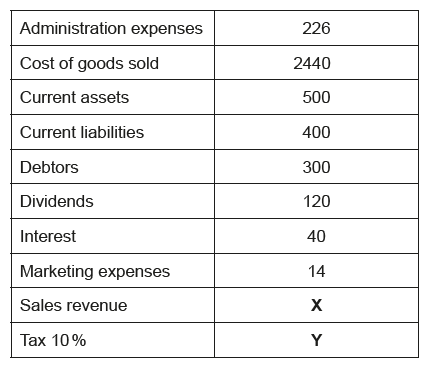 Administration expenses 226
Cost of goods sold 2440
Current assets 500
Current liabilities 400
Debtors 300
Dividends 120
Interest 40
Marketing expenses 14
Sales revenue X
Tax 10% Y